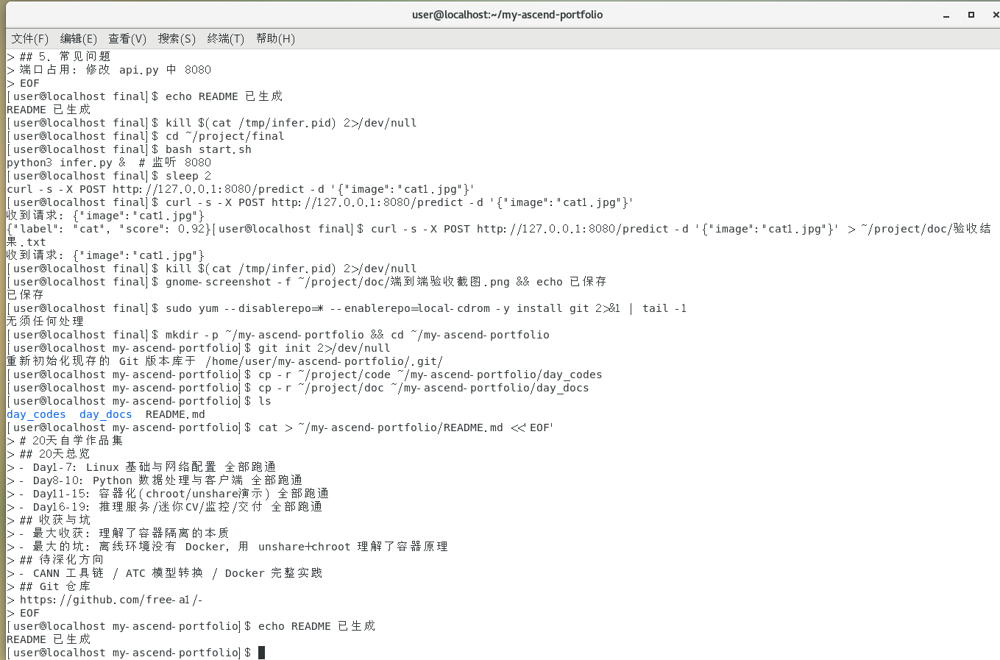 user@localhost:~/my-ascend-portfolio
文件(F) 编辑(E) 查看(V) 搜索(S) 终端(T) 帮助(H)
> ## 5. 常见问题
> 端口占用: 修改 api.py 中 8080
> EOF
[user@localhost final]$ echo README 已生成
README 已生成
[user@localhost final]$ kill $(cat /tmp/infer.pid) 2>/dev/null
[user@localhost final]$ cd ~/project/final
[user@localhost final]$ bash start.sh
python3 infer.py &  # 监听 8080
[user@localhost final]$ sleep 2
curl -s -X POST http://127.0.0.1:8080/predict -d '{"image":"cat1.jpg"}'
[user@localhost final]$ curl -s -X POST http://127.0.0.1:8080/predict -d '{"image":"cat1.jpg"}'
收到请求: {"image":"cat1.jpg"}
{"label": "cat", "score": 0.92}[user@localhost final]$ curl -s -X POST http://127.0.0.1:8080/predict -d '{"image":"cat1.jpg"}' > ~/project/doc/验收结
果.txt
收到请求: {"image":"cat1.jpg"}
[user@localhost final]$ kill $(cat /tmp/infer.pid) 2>/dev/null
[user@localhost final]$ gnome-screenshot -f ~/project/doc/端到端验收截图.png && echo 已保存
已保存
[user@localhost final]$ sudo yum --disablerepo=* --enablerepo=local-cdrom -y install git 2>&1 | tail -1
无须任何处理
[user@localhost final]$ mkdir -p ~/my-ascend-portfolio && cd ~/my-ascend-portfolio
[user@localhost my-ascend-portfolio]$ git init 2>/dev/null
重新初始化现存的 Git 版本库于 /home/user/my-ascend-portfolio/.git/
[user@localhost my-ascend-portfolio]$ cp -r ~/project/code ~/my-ascend-portfolio/day_codes
[user@localhost my-ascend-portfolio]$ cp -r ~/project/doc ~/my-ascend-portfolio/day_docs
[user@localhost my-ascend-portfolio]$ ls
day_codes  day_docs  README.md
[user@localhost my-ascend-portfolio]$ cat > ~/my-ascend-portfolio/README.md <<'EOF'
> # 20天自学作品集
> ## 20天总览
> - Day1-7: Linux 基础与网络配置 全部跑通
> - Day8-10: Python 数据处理与客户端 全部跑通
> - Day11-15: 容器化(chroot/unshare演示) 全部跑通
> - Day16-19: 推理服务/迷你CV/监控/交付 全部跑通
> ## 收获与坑
> - 最大收获: 理解了容器隔离的本质
> - 最大的坑: 离线环境没有 Docker, 用 unshare+chroot 理解了容器原理
> ## 待深化方向
> - CANN 工具链 / ATC 模型转换 / Docker 完整实践
> ## Git 仓库
> https://github.com/free-a1/-
> EOF
[user@localhost my-ascend-portfolio]$ echo README 已生成
README 已生成
[user@localhost my-ascend-portfolio]$